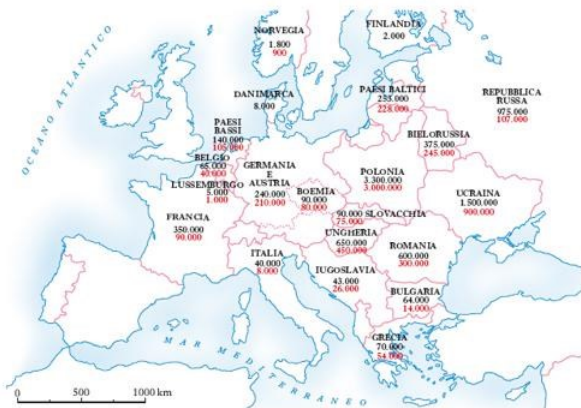 OCEANO ATLANTICO
NORVEGIA
1.800
900
FINLANDIA
2.000
DANIMARCA
8.000
PAESI BALTICI
253.000
228.000
REPUBBLICA
RUSSA
975.000
107.000
PAESI
BASSI
140.000
105.000
BIELORUSSIA
375.000
245.000
BELGIO
65.000
40.000
GERMANIA
E
AUSTRIA
240.000
210.000
POLONIA
3.300.000
3.000.000
LUSSEMBURGO
5.000
1.000
BOEMIA
90.000
80.000
UCRAINA
1.500.000
900.000
FRANCIA
350.000
90.000
90.000 SLOVACCHIA
75.000
UNGHERIA
650.000
450.000
ROMANIA
600.000
300.000
ITALIA
40.000
8.000
IUGOSLAVIA
43.000
26.000
BULGARIA
64.000
14.000
GRECIA
70.000
54.000
MAR MEDITERRANEO
0 500 1000 km